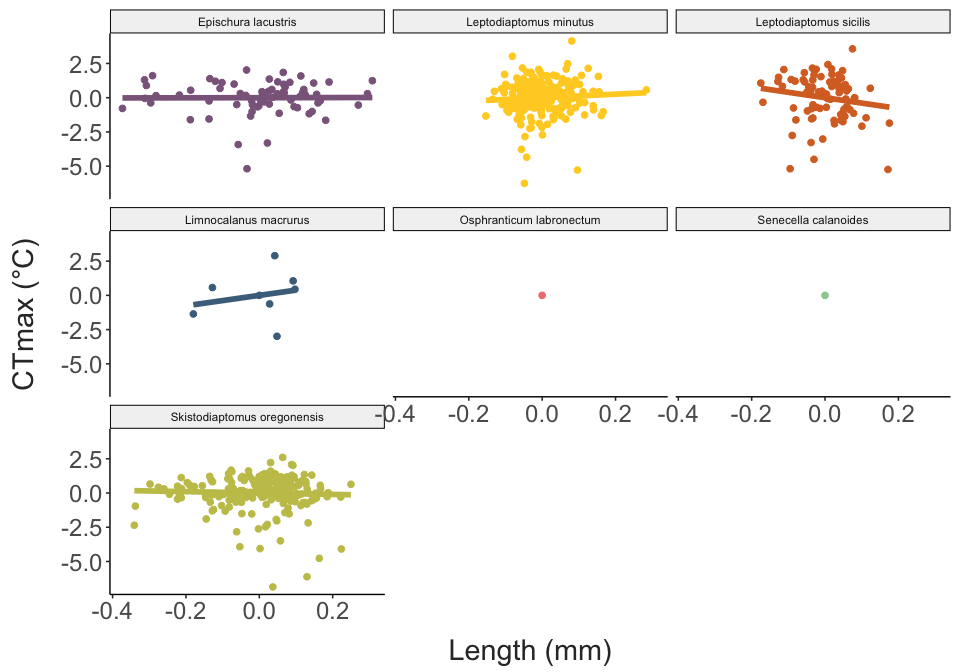 Epischura lacustris Leptodiaptomus minutus Leptodiaptomus sicilis
2.5
0.0
-2.5
-5.0
Limnocalanus macrurus Osphranticum labronectum Senecella calanoides
2.5
0.0
-2.5
-5.0
-0.4 -0.2 0.0 0.2 -0.4 -0.2 0.0 0.2
Skistodiaptomus oregonensis
2.5
0.0
-2.5
-5.0
-0.4 -0.2 0.0 0.2
CTmax (°C)
Length (mm)